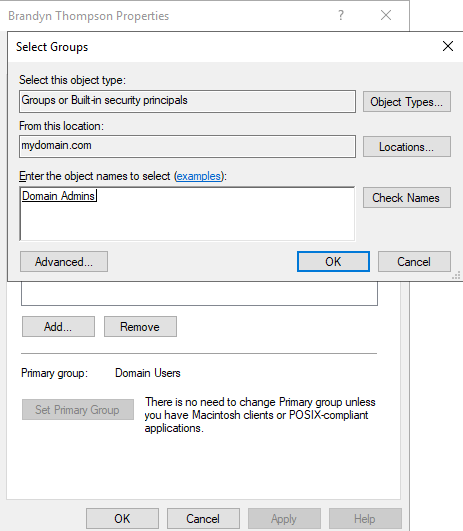 Brandyn Thompson Properties
Select Groups
Select this object type:
Groups or Built-in security principals
Object Types...
From this location:
mydomain.com
Locations...
Enter the object names to select (examples):
Domain Admins
Check Names
Advanced...
OK
Cancel
Add...
Remove
Primary group:
Domain Users
Set Primary Group
There is no need to change Primary group unless
you have Macintosh clients or POSIX-compliant
applications.
OK
Cancel
Apply
Help